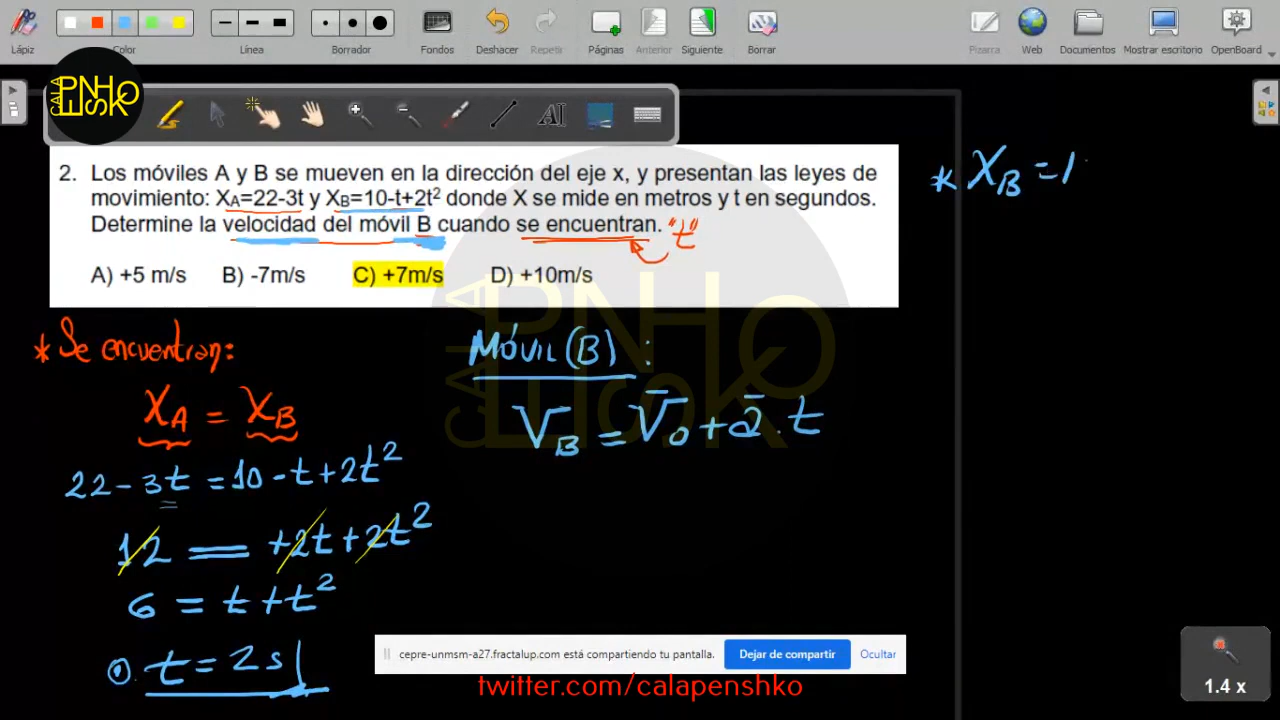 Lápiz
Color
Línea
Borrador
Fondos
Deshacer
Repetir
Páginas
Anterior
Siguiente
Borrar
Pizarra
Web
Documentos
Mostrar escritorio
OpenBoard
CALA
PENHSKO
2. Los móviles A y B se mueven en la dirección del eje x, y presentan las leyes de
movimiento: XA=22-3t y XB=10-t+2t² donde X se mide en metros y t en segundos.
Determine la velocidad del móvil B cuando se encuentran. "t"
A) +5 m/s B) -7m/s C) +7m/s D) +10m/s
* XB = 1
* Se encuentran:
XA = XB
22 - 3t = 10 - t + 2t²
12 = +2t + 2t²
6 = t + t²
t = 2s
MÓVIL (B) :
VB = V̄o + ā . t
cepre-unmsm-a27.fractalup.com está compartiendo tu pantalla.
Dejar de compartir
Ocultar
twitter.com/calapenshko
1.4 x